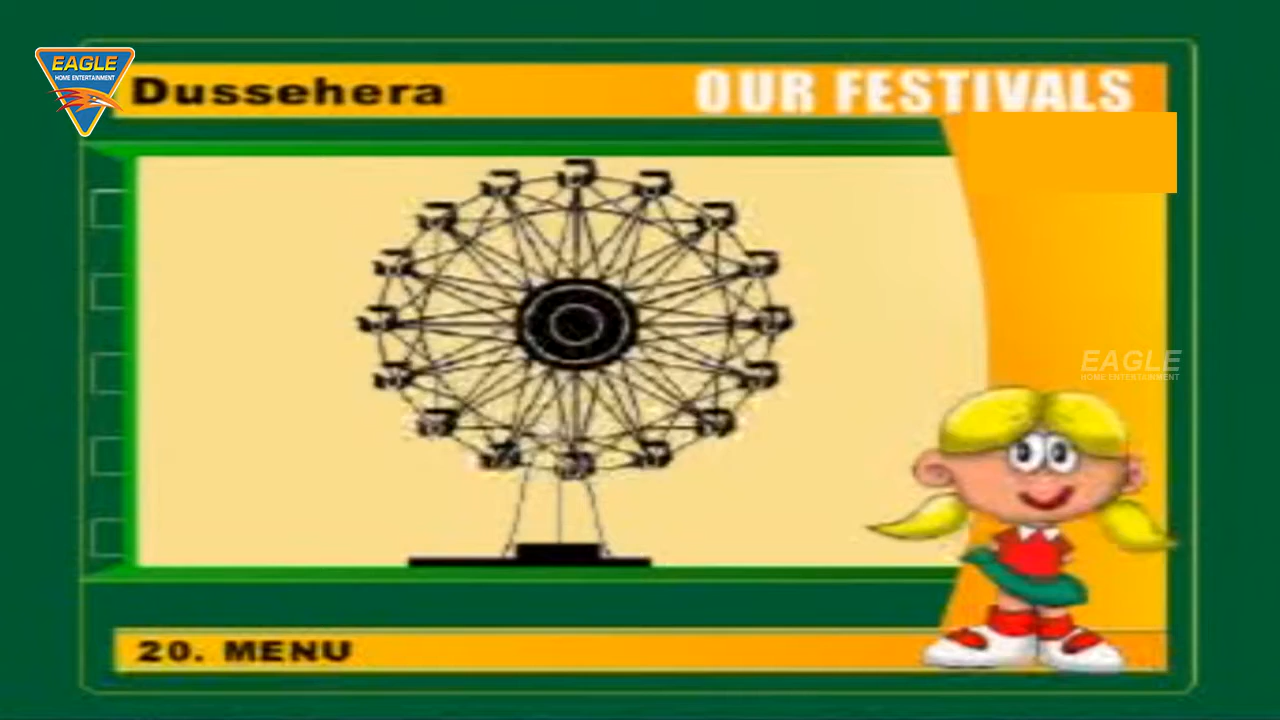 EAGLE
HOME ENTERTAINMENT
Dussehera
OUR FESTIVALS
EAGLE
HOME ENTERTAINMENT
20. MENU